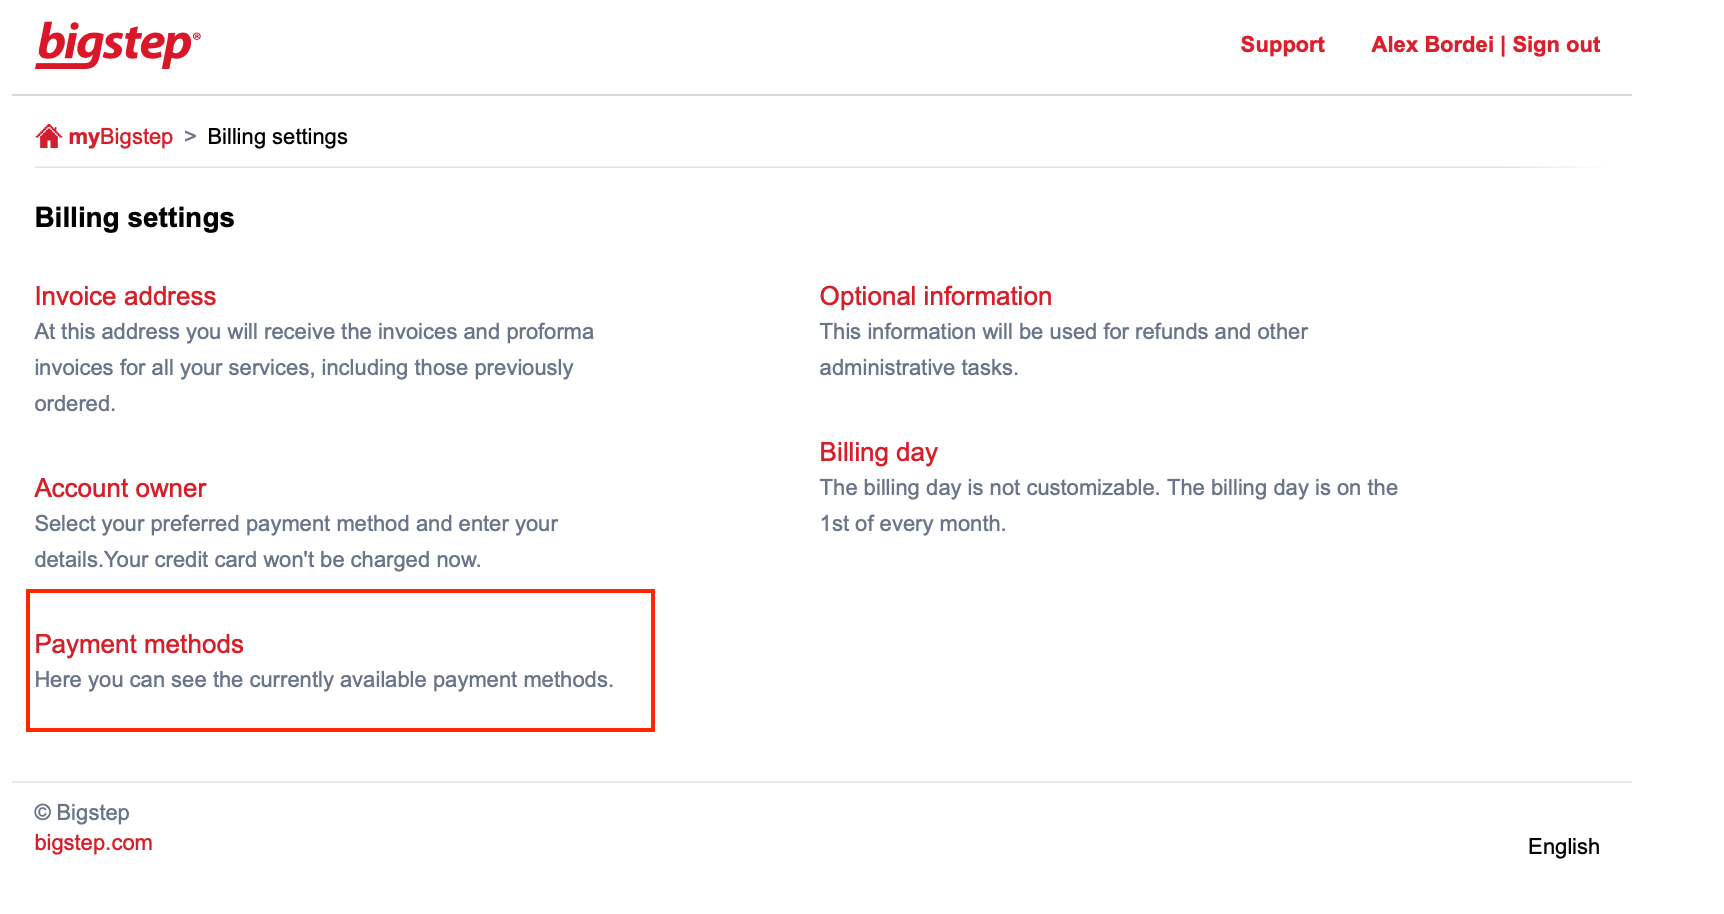 bigstep®
Support
Alex Bordei | Sign out
myBigstep > Billing settings
Billing settings
Invoice address
At this address you will receive the invoices and proforma
invoices for all your services, including those previously
ordered.
Account owner
Select your preferred payment method and enter your
details.Your credit card won't be charged now.
Payment methods
Here you can see the currently available payment methods.
Optional information
This information will be used for refunds and other
administrative tasks.
Billing day
The billing day is not customizable. The billing day is on the
1st of every month.
© Bigstep
bigstep.com
English